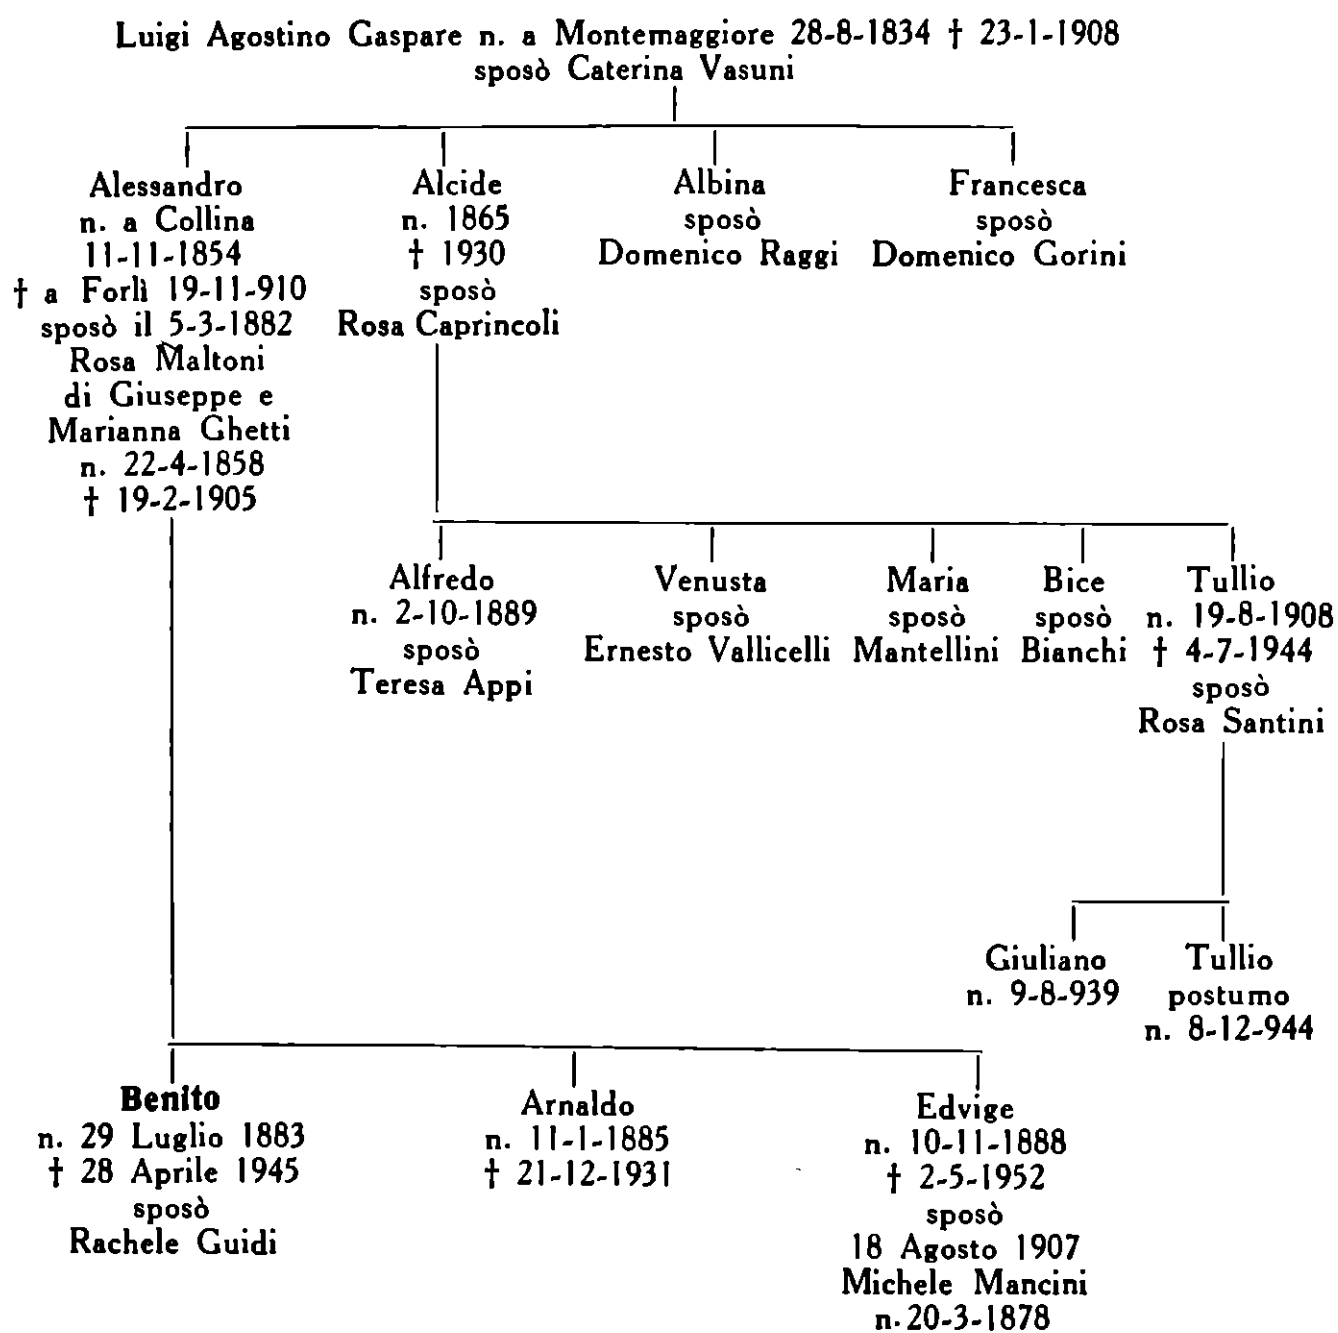 Luigi Agostino Gaspare n. a Montemaggiore 28-8-1834 † 23-1-1908
sposò Caterina Vasuni
Alessandro
n. a Collina
11-11-1854
† a Forlì 19-11-910
sposò il 5-3-1882
Rosa Maltoni
di Giuseppe e
Marianna Ghetti
n. 22-4-1858
† 19-2-1905
Alcide
n. 1865
† 1930
sposò
Rosa Caprincoli
Albina
sposò
Domenico Raggi
Francesca
sposò
Domenico Gorini
Alfredo
n. 2-10-1889
sposò
Teresa Appi
Venusta
sposò
Ernesto Vallicelli
Maria
sposò
Mantellini
Bice
sposò
Bianchi
Tullio
n. 19-8-1908
† 4-7-1944
sposò
Rosa Santini
Giuliano
n. 9-8-939
Tullio
postumo
n. 8-12-944
Benito
n. 29 Luglio 1883
† 28 Aprile 1945
sposò
Rachele Guidi
Arnaldo
n. 11-1-1885
† 21-12-1931
Edvige
n. 10-11-1888
† 2-5-1952
sposò
18 Agosto 1907
Michele Mancini
n. 20-3-1878